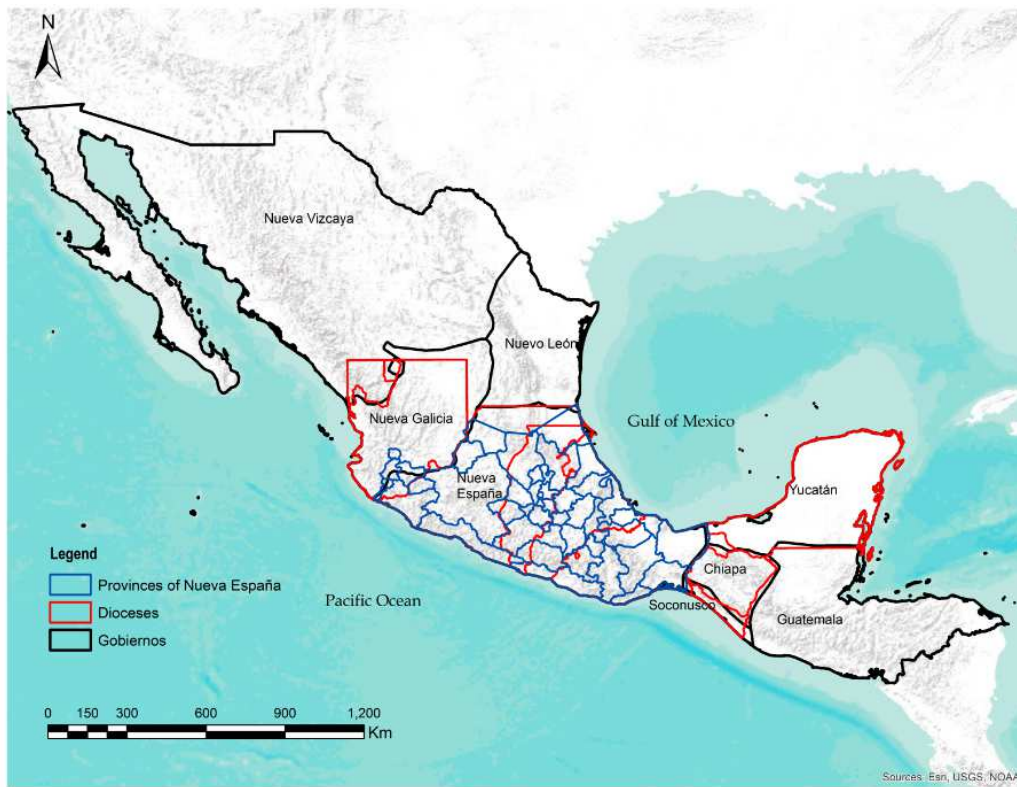 N
Nueva Vizcaya
Nuevo León
Nueva Galicia
Gulf of Mexico
Nueva
España
Yucatán
Legend
Provinces of Nueva España
Dioceses
Gobiernos
Chiapa
Pacific Ocean
Soconusco
Guatemala
0 150 300 600 900 1,200
Km
Sources: Esri, USGS, NOAA